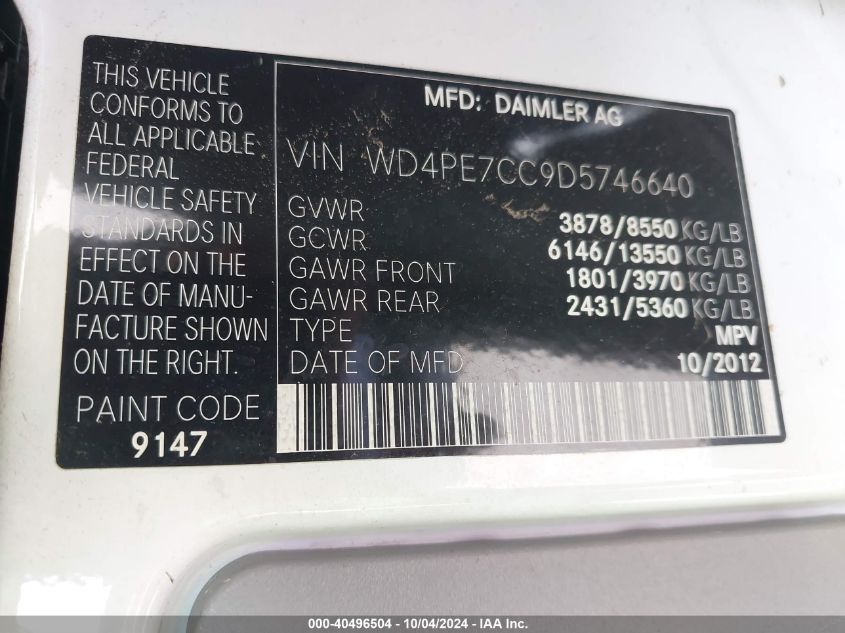 THIS VEHICLE
CONFORMS TO
ALL APPLICABLE
FEDERAL
VEHICLE SAFETY
STANDARDS IN
EFFECT ON THE
DATE OF MANU-
FACTURE SHOWN
ON THE RIGHT.
PAINT CODE
9147
MFD: DAIMLER AG
VIN WD4PE7CC9D5746640
GVWR 3878/8550 KG/LB
GCWR 6146/13550 KG/LB
GAWR FRONT 1801/3970 KG/LB
GAWR REAR 2431/5360 KG/LB
TYPE MPV
DATE OF MFD 10/2012
000-40496504 - 10/04/2024 - IAA Inc.